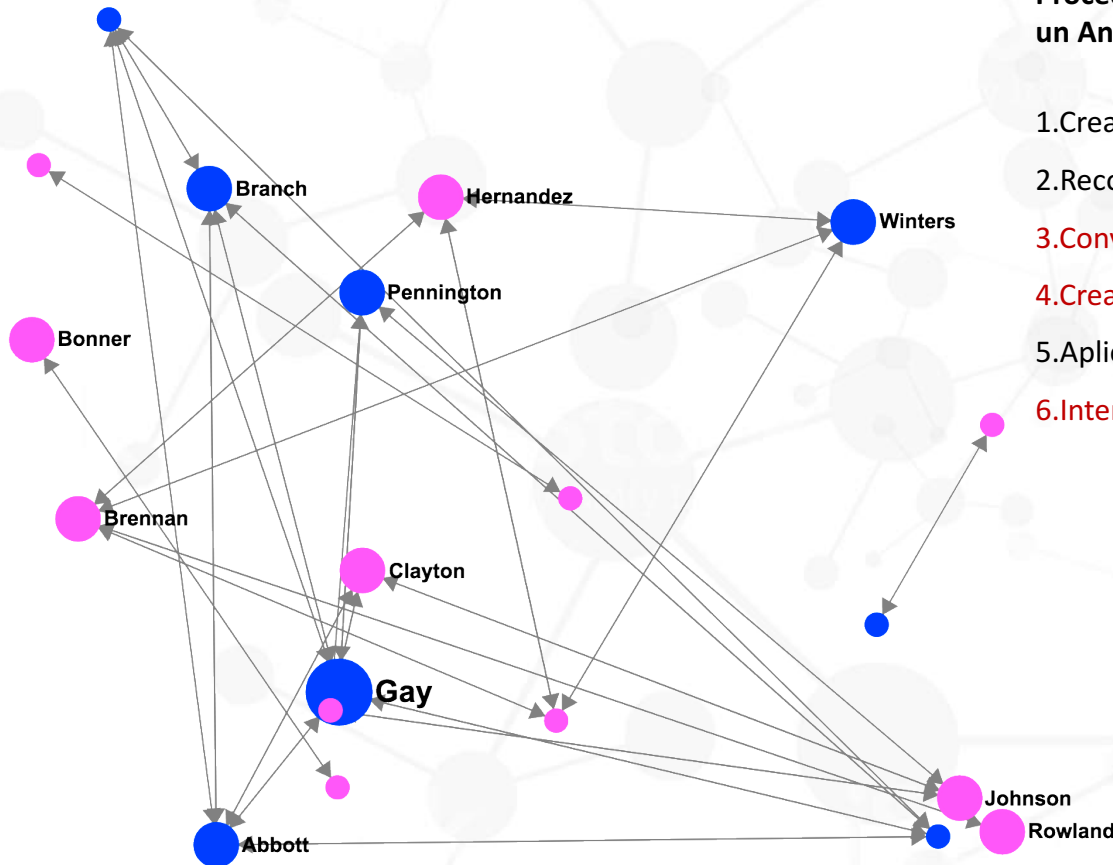 un An
1.Crea
2.Reco
3.Conv
4.Crea
5.Aplic
6.Inter
Branch
Hernandez
Winters
Pennington
Bonner
Brennan
Clayton
Gay
Johnson
Rowland
Abbott